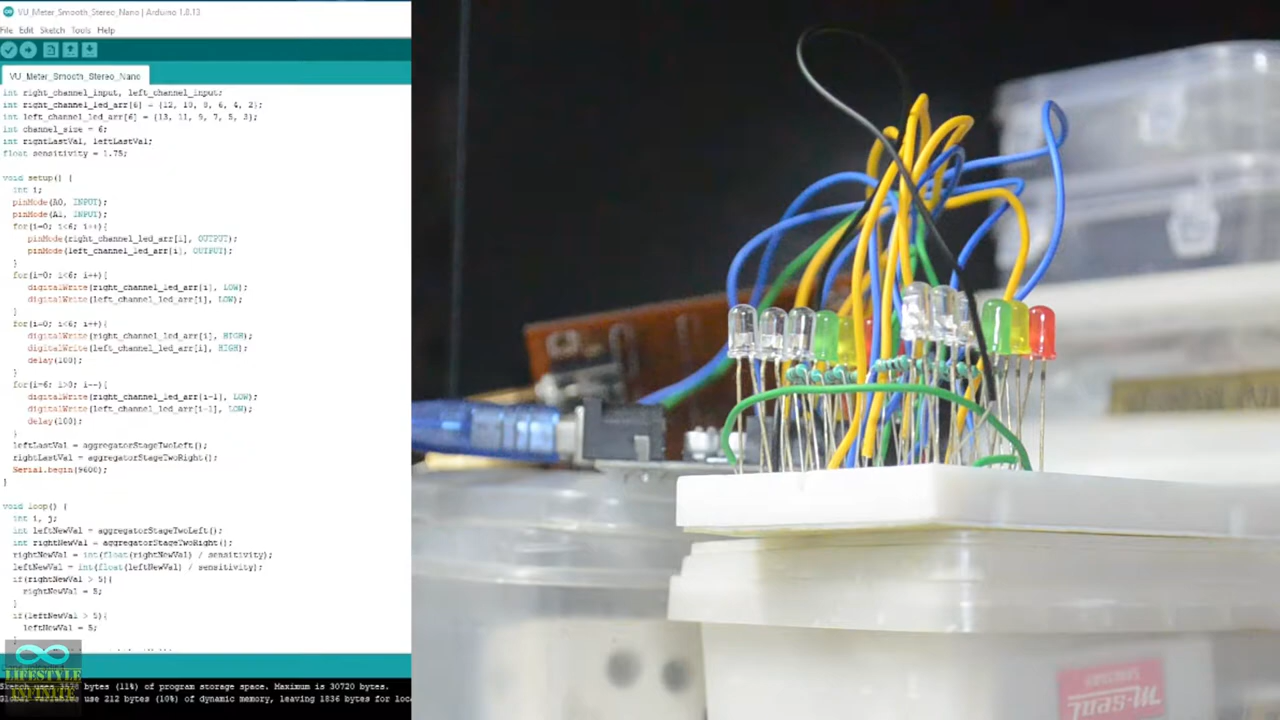 VU_Meter_Smooth_Stereo_Nano | Arduino 1.8.13
File Edit Sketch Tools Help
VU_Meter_Smooth_Stereo_Nano
int right_channel_input, left_channel_input;
int right_channel_led_arr[6] = {12, 10, 8, 6, 4, 2};
int left_channel_led_arr[6] = {13, 11, 9, 7, 5, 3};
int channel_size = 6;
int rightLastVal, leftLastVal;
float sensitivity = 1.75;
void setup() {
int i;
pinMode(A0, INPUT);
pinMode(A1, INPUT);
for(i=0; i<6; i++){
pinMode(right_channel_led_arr[i], OUTPUT);
pinMode(left_channel_led_arr[i], OUTPUT);
}
for(i=0; i<6; i++){
digitalWrite(right_channel_led_arr[i], LOW);
digitalWrite(left_channel_led_arr[i], LOW);
}
for(i=0; i<6; i++){
digitalWrite(right_channel_led_arr[i], HIGH);
digitalWrite(left_channel_led_arr[i], HIGH);
delay(100);
}
for(i=6; i>0; i--){
digitalWrite(right_channel_led_arr[i-1], LOW);
digitalWrite(left_channel_led_arr[i-1], LOW);
delay(100);
}
leftLastVal = aggregatorStageTwoLeft();
rightLastVal = aggregatorStageTwoRight();
Serial.begin(9600);
}
void loop() {
int i, j;
int leftNewVal = aggregatorStageTwoLeft();
int rightNewVal = aggregatorStageTwoRight();
rightNewVal = int(float(rightNewVal) / sensitivity);
leftNewVal = int(float(leftNewVal) / sensitivity);
if(rightNewVal > 5){
rightNewVal = 5;
}
if(leftNewVal > 5){
leftNewVal = 5;
LIFESTYLE
Sketch uses bytes (11%) of program storage space. Maximum is 30720 bytes.
Global variables use 212 bytes (10%) of dynamic memory, leaving 1836 bytes for loc
M-seal